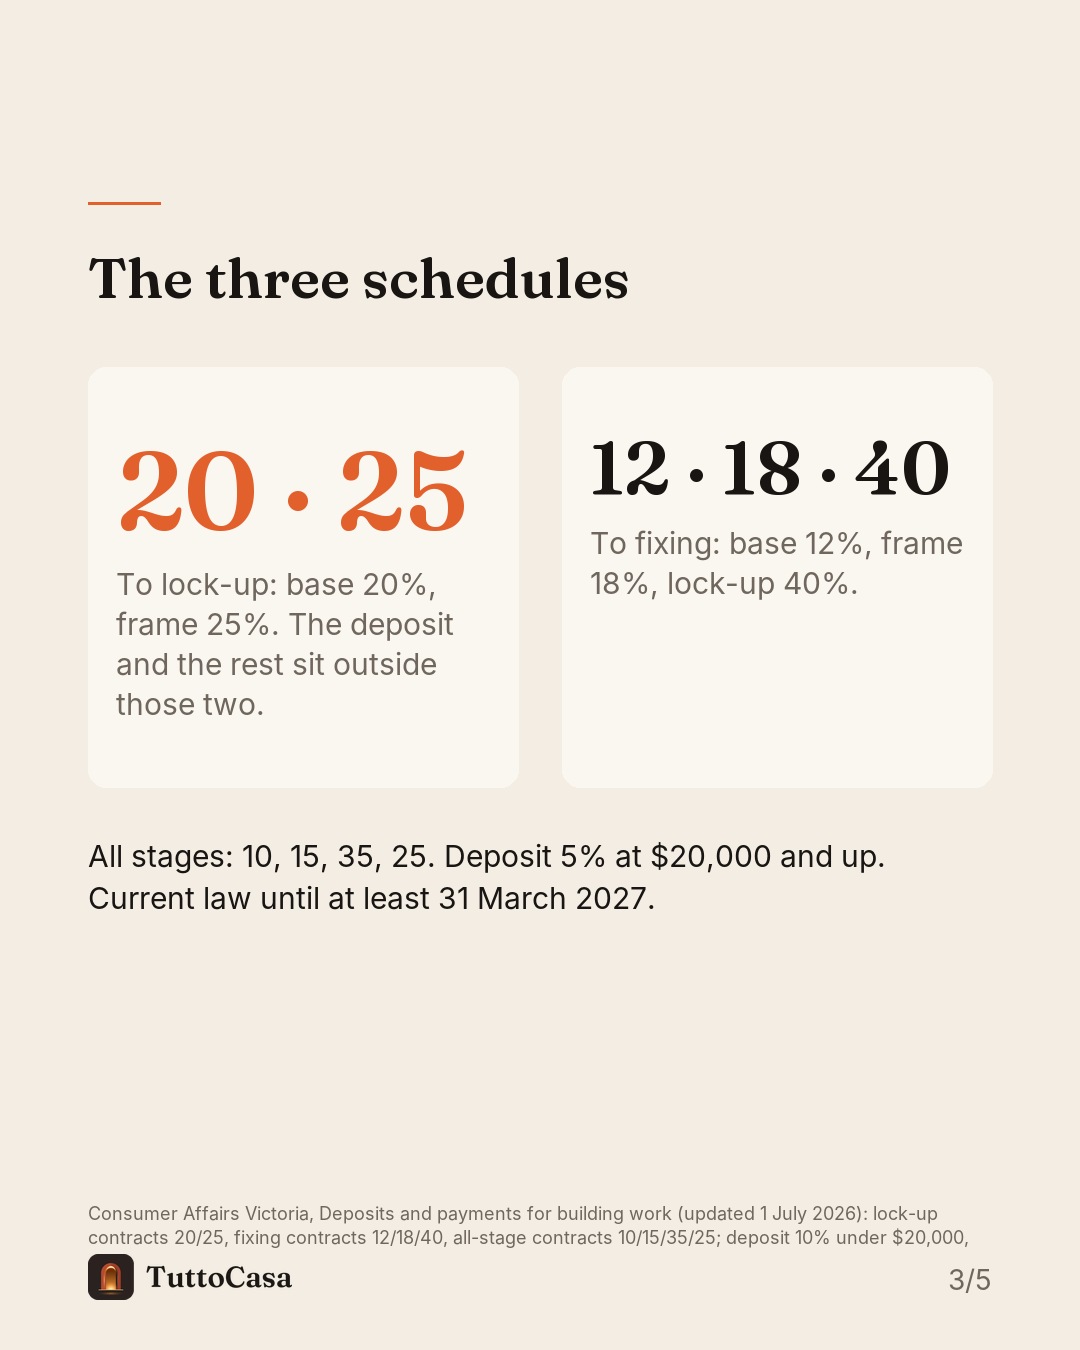 The three schedules
20 · 25
To lock-up: base 20%,
frame 25%. The deposit
and the rest sit outside
those two.
12 · 18 · 40
To fixing: base 12%, frame
18%, lock-up 40%.
All stages: 10, 15, 35, 25. Deposit 5% at $20,000 and up.
Current law until at least 31 March 2027.
Consumer Affairs Victoria, Deposits and payments for building work (updated 1 July 2026): lock-up
contracts 20/25, fixing contracts 12/18/40, all-stage contracts 10/15/35/25; deposit 10% under $20,000,
TuttoCasa
3/5